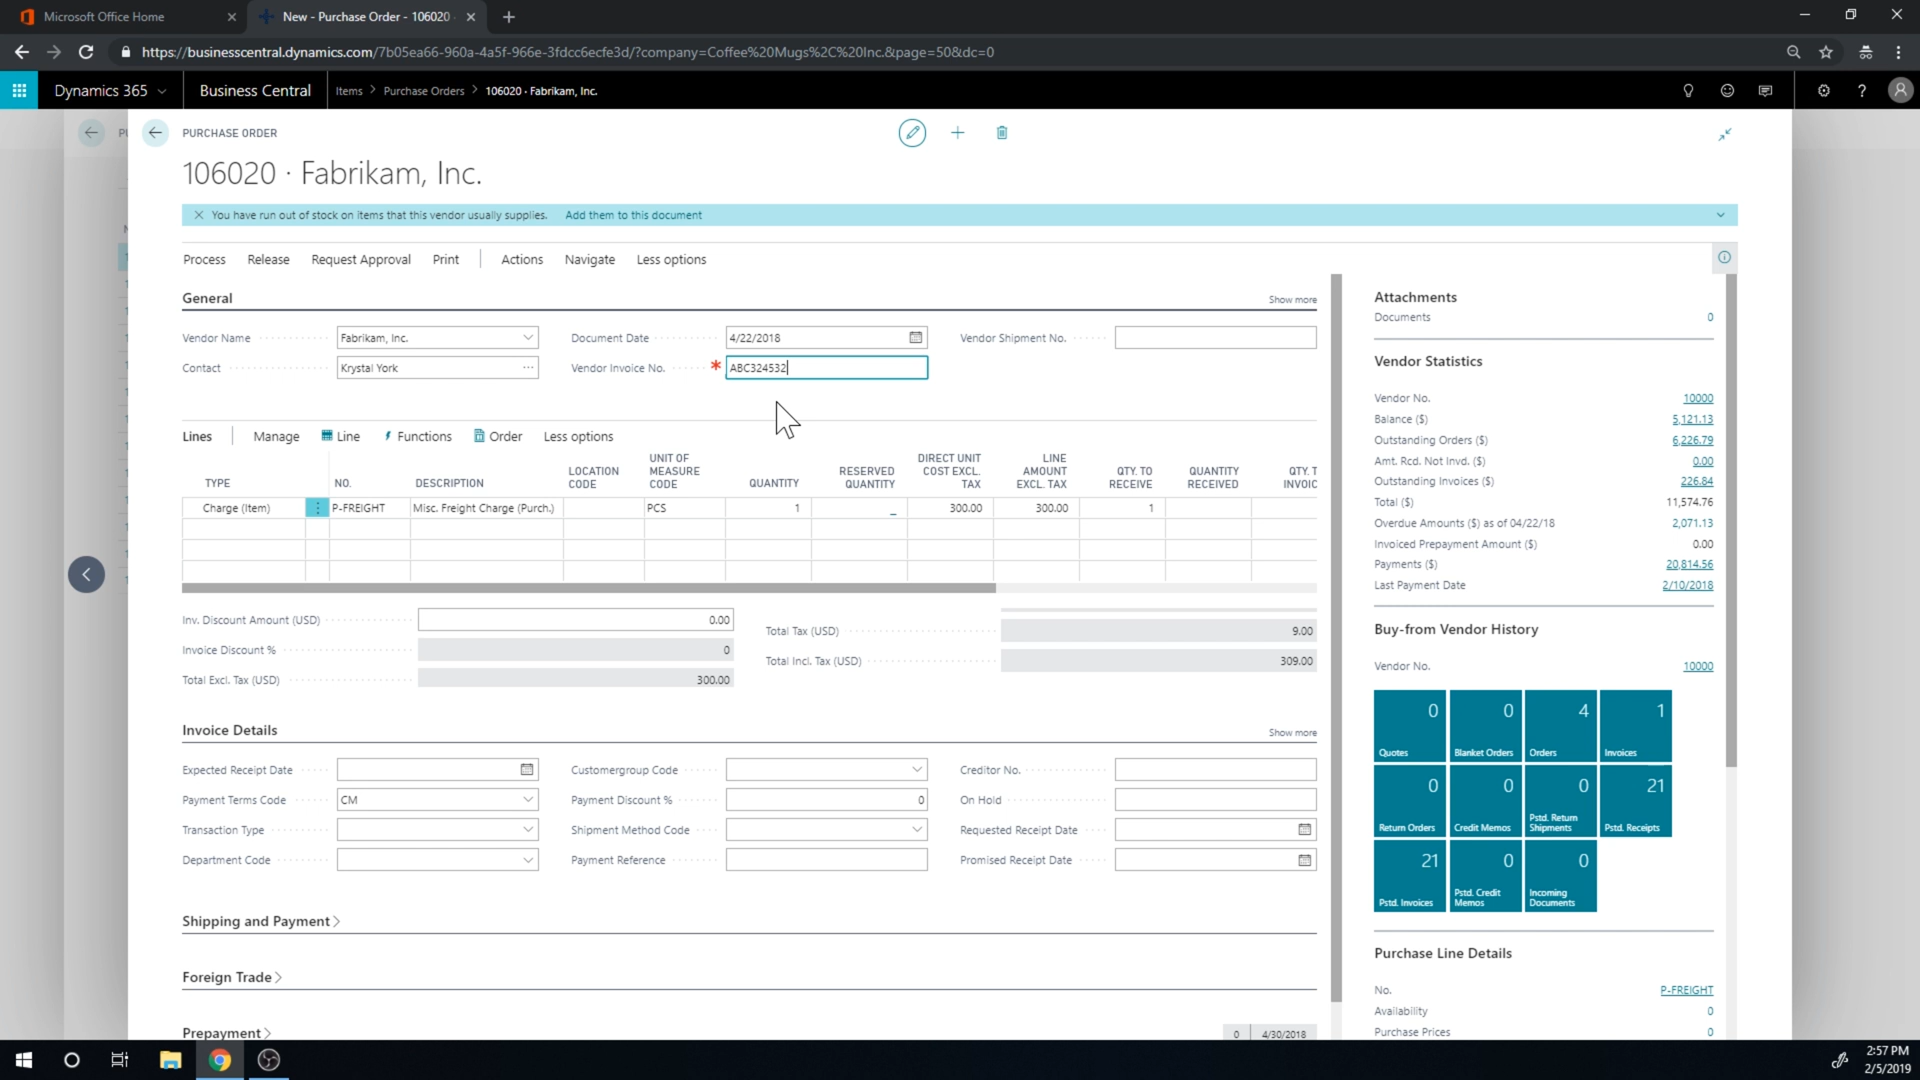 Microsoft Office Home
New - Purchase Order - 106020
https://businesscentral.dynamics.com/7b05ea66-960a-4a5f-966e-3fdcc6ecfe3d/?company=Coffee%20Mugs%2C%20Inc.&page=50&dc=0
Dynamics 365
Business Central
Items > Purchase Orders > 106020 · Fabrikam, Inc.
PURCHASE ORDER
106020 · Fabrikam, Inc.
You have run out of stock on items that this vendor usually supplies. Add them to this document
Process Release Request Approval Print Actions Navigate Less options
General
Show more
Vendor Name Fabrikam, Inc. Document Date 4/22/2018 Vendor Shipment No.
Contact Krystal York ··· Vendor Invoice No. * ABC324532
Lines Manage Line Functions Order Less options
TYPE NO. DESCRIPTION LOCATION CODE UNIT OF MEASURE CODE QUANTITY RESERVED QUANTITY DIRECT UNIT COST EXCL. TAX LINE AMOUNT EXCL. TAX QTY. TO RECEIVE QUANTITY RECEIVED QTY. T INVOIC
Charge (Item) P-FREIGHT Misc. Freight Charge (Purch.) PCS 1 _ 300.00 300.00 1
Inv. Discount Amount (USD) 0.00
Invoice Discount % 0
Total Excl. Tax (USD) 300.00
Total Tax (USD) 9.00
Total Incl. Tax (USD) 309.00
Invoice Details
Show more
Expected Receipt Date Customergroup Code Creditor No.
Payment Terms Code CM Payment Discount % 0 On Hold
Transaction Type Shipment Method Code Requested Receipt Date
Department Code Payment Reference Promised Receipt Date
Shipping and Payment >
Foreign Trade >
Prepayment >
0 4/30/2018
Attachments
Documents 0
Vendor Statistics
Vendor No. 10000
Balance ($) 5,121.13
Outstanding Orders ($) 6,226.79
Amt. Rcd. Not Invd. ($) 0.00
Outstanding Invoices ($) 226.84
Total ($) 11,574.76
Overdue Amounts ($) as of 04/22/18 2,071.13
Invoiced Prepayment Amount ($) 0.00
Payments ($) 20,814.56
Last Payment Date 2/10/2018
Buy-from Vendor History
Vendor No. 10000
0 0 4 1
Quotes Blanket Orders Orders Invoices
0 0 0 21
Return Orders Credit Memos Pstd. Return Shipments Pstd. Receipts
21 0 0
Pstd. Invoices Pstd. Credit Memos Incoming Documents
Purchase Line Details
No. P-FREIGHT
Availability 0
Purchase Prices 0
2:57 PM
2/5/2019